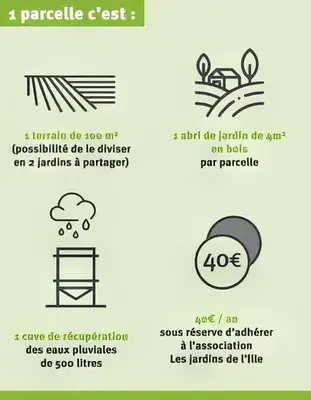 1 parcelle c'est :
1 terrain de 100 m²
(possibilité de le diviser
en 2 jardins à partager)
1 abri de jardin de 4m²
en bois
par parcelle
40€
1 cuve de récupération
des eaux pluviales
de 500 litres
40€ / an
sous réserve d'adhérer
à l'association
Les jardins de l'Ille